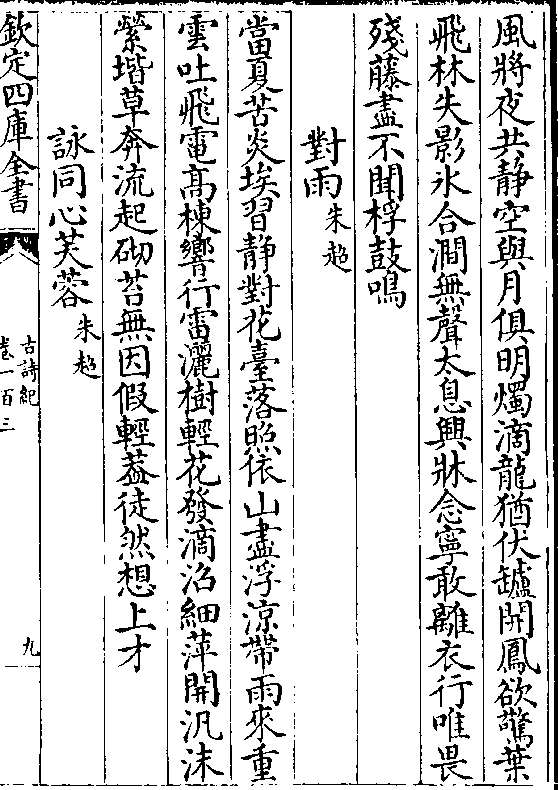 風將夜共静空與月俱明燭滴龍猶伏鑪開鳳欲驚葉
飛林失影氷合澗無聲太息興牀念寧敢離衣行唯畏
殘藤盡不聞桴鼓鳴
對雨朱超
當夏苦炎埃習静對花臺落照依山盡浮涼帶雨來重
雲吐飛電髙棟響行雷灑樹輕花發滴沼細萍開汎沫
縈堦草奔流起砌苔無因假輕葢徒然想上才
詠同心芙蓉朱超
欽定四庫全書
古詩紀
卷一百三
九